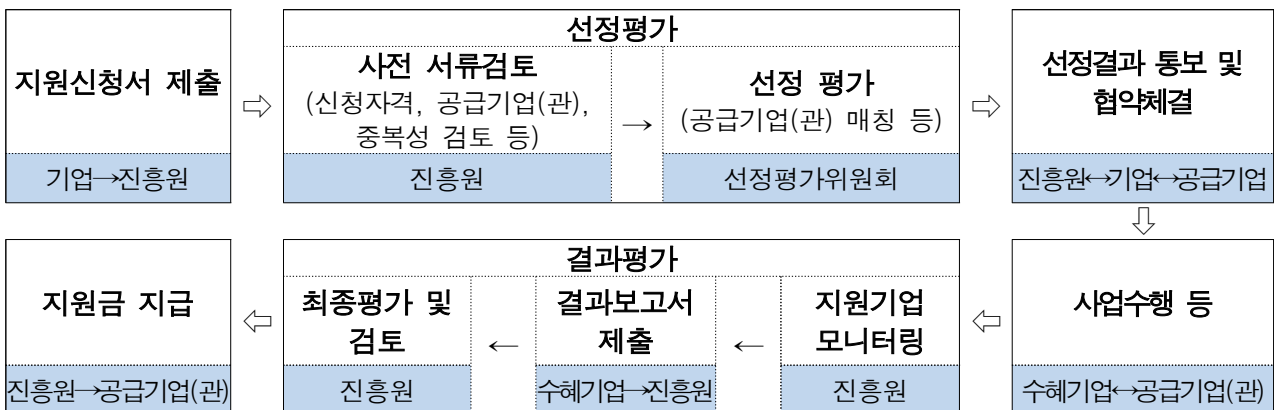 지원신청서 제출
기업→진흥원
⇨
선정평가
사전 서류검토
(신청자격, 공급기업(관),
중복성 검토 등)
진흥원
→
선정 평가
(공급기업(관) 매칭 등)
선정평가위원회
⇨
선정결과 통보 및
협약체결
진흥원↔기업↔공급기업
⇩
사업수행 등
수혜기업↔공급기업(관)
⇦
결과평가
지원기업
모니터링
진흥원
←
결과보고서
제출
수혜기업→진흥원
←
최종평가 및
검토
진흥원
⇦
지원금 지급
진흥원→공급기업(관)